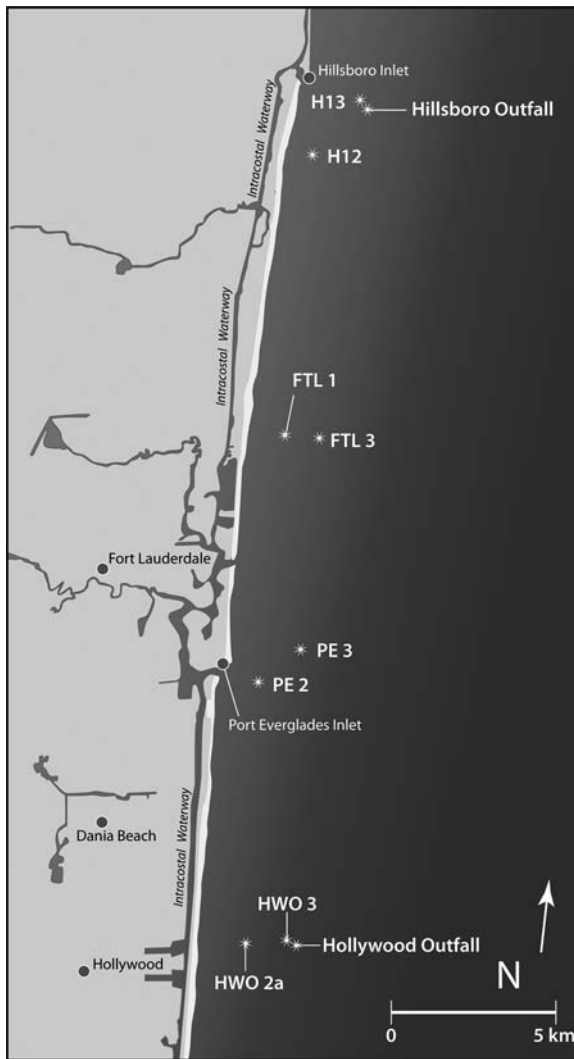 Hillsboro Inlet
H13
Hillsboro Outfall
Intracostal Waterway
H12
Intracostal Waterway
FTL 1
FTL 3
Fort Lauderdale
PE 3
PE 2
Port Everglades Inlet
Intracostal Waterway
Dania Beach
HWO 3
Hollywood Outfall
Hollywood
HWO 2a
N
0
5 km